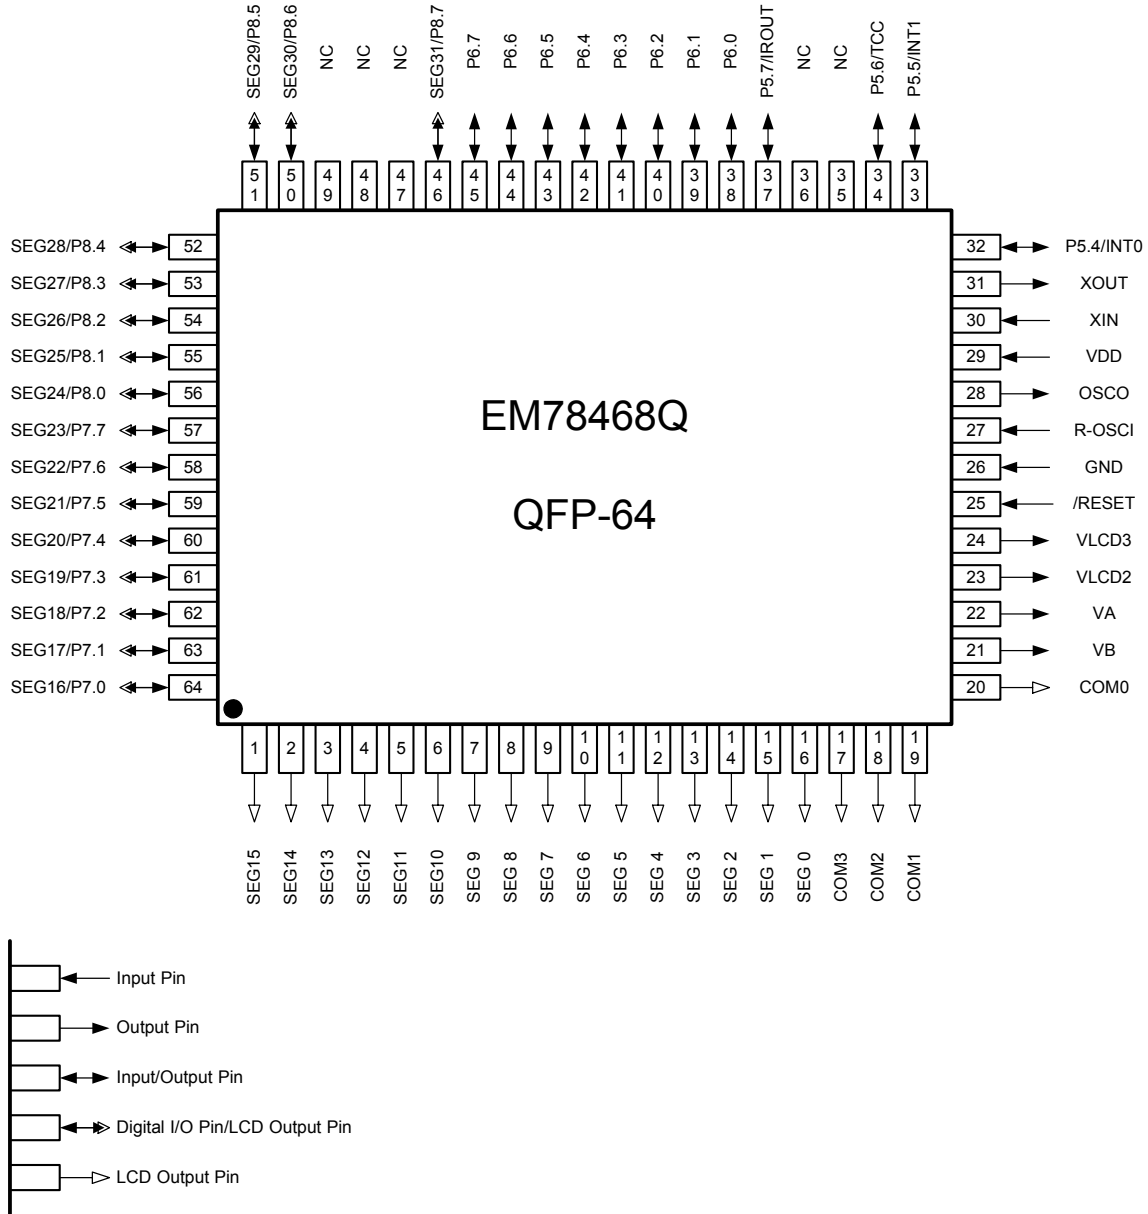 SEG29/P8.5
SEG30/P8.6
NC
NC
NC
SEG31/P8.7
P6.7
P6.6
P6.5
P6.4
P6.3
P6.2
P6.1
P6.0
P5.7/IROUT
NC
NC
P5.6/TCC
P5.5/INT1
51
50
49
48
47
46
45
44
43
42
41
40
39
38
37
36
35
34
33
SEG28/P8.4 52
SEG27/P8.3 53
SEG26/P8.2 54
SEG25/P8.1 55
SEG24/P8.0 56
SEG23/P7.7 57
SEG22/P7.6 58
SEG21/P7.5 59
SEG20/P7.4 60
SEG19/P7.3 61
SEG18/P7.2 62
SEG17/P7.1 63
SEG16/P7.0 64
EM78468Q
QFP-64
32 P5.4/INT0
31 XOUT
30 XIN
29 VDD
28 OSCO
27 R-OSCI
26 GND
25 /RESET
24 VLCD3
23 VLCD2
22 VA
21 VB
20 COM0
1
2
3
4
5
6
7
8
9
10
11
12
13
14
15
16
17
18
19
SEG15
SEG14
SEG13
SEG12
SEG11
SEG10
SEG 9
SEG 8
SEG 7
SEG 6
SEG 5
SEG 4
SEG 3
SEG 2
SEG 1
SEG 0
COM3
COM2
COM1
Input Pin
Output Pin
Input/Output Pin
Digital I/O Pin/LCD Output Pin
LCD Output Pin